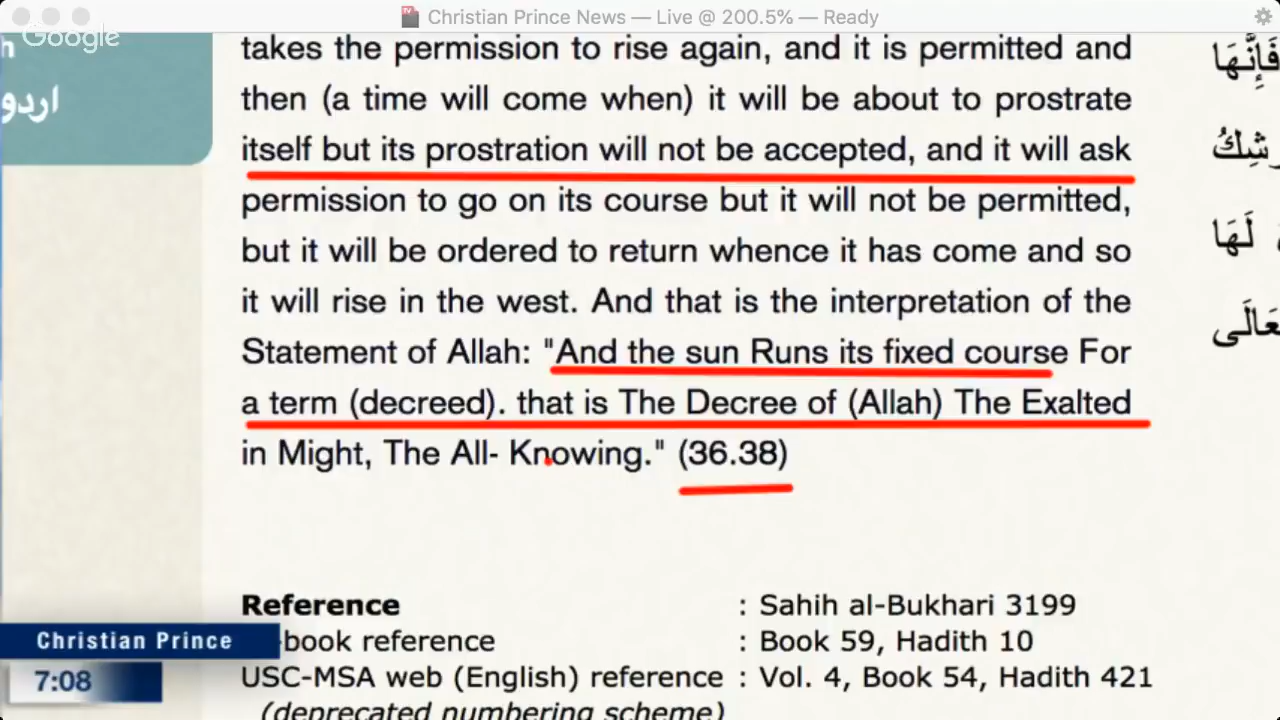 Christian Prince News — Live @ 200.5% — Ready
Google
h
اردو
takes the permission to rise again, and it is permitted and
then (a time will come when) it will be about to prostrate
itself but its prostration will not be accepted, and it will ask
permission to go on its course but it will not be permitted,
but it will be ordered to return whence it has come and so
it will rise in the west. And that is the interpretation of the
Statement of Allah: "And the sun Runs its fixed course For
a term (decreed). that is The Decree of (Allah) The Exalted
in Might, The All- Knowing." (36.38)
فَإِنَّهَا
لَهَا
Reference : Sahih al-Bukhari 3199
-book reference : Book 59, Hadith 10
USC-MSA web (English) reference : Vol. 4, Book 54, Hadith 421
(deprecated numbering scheme)
Christian Prince
7:08